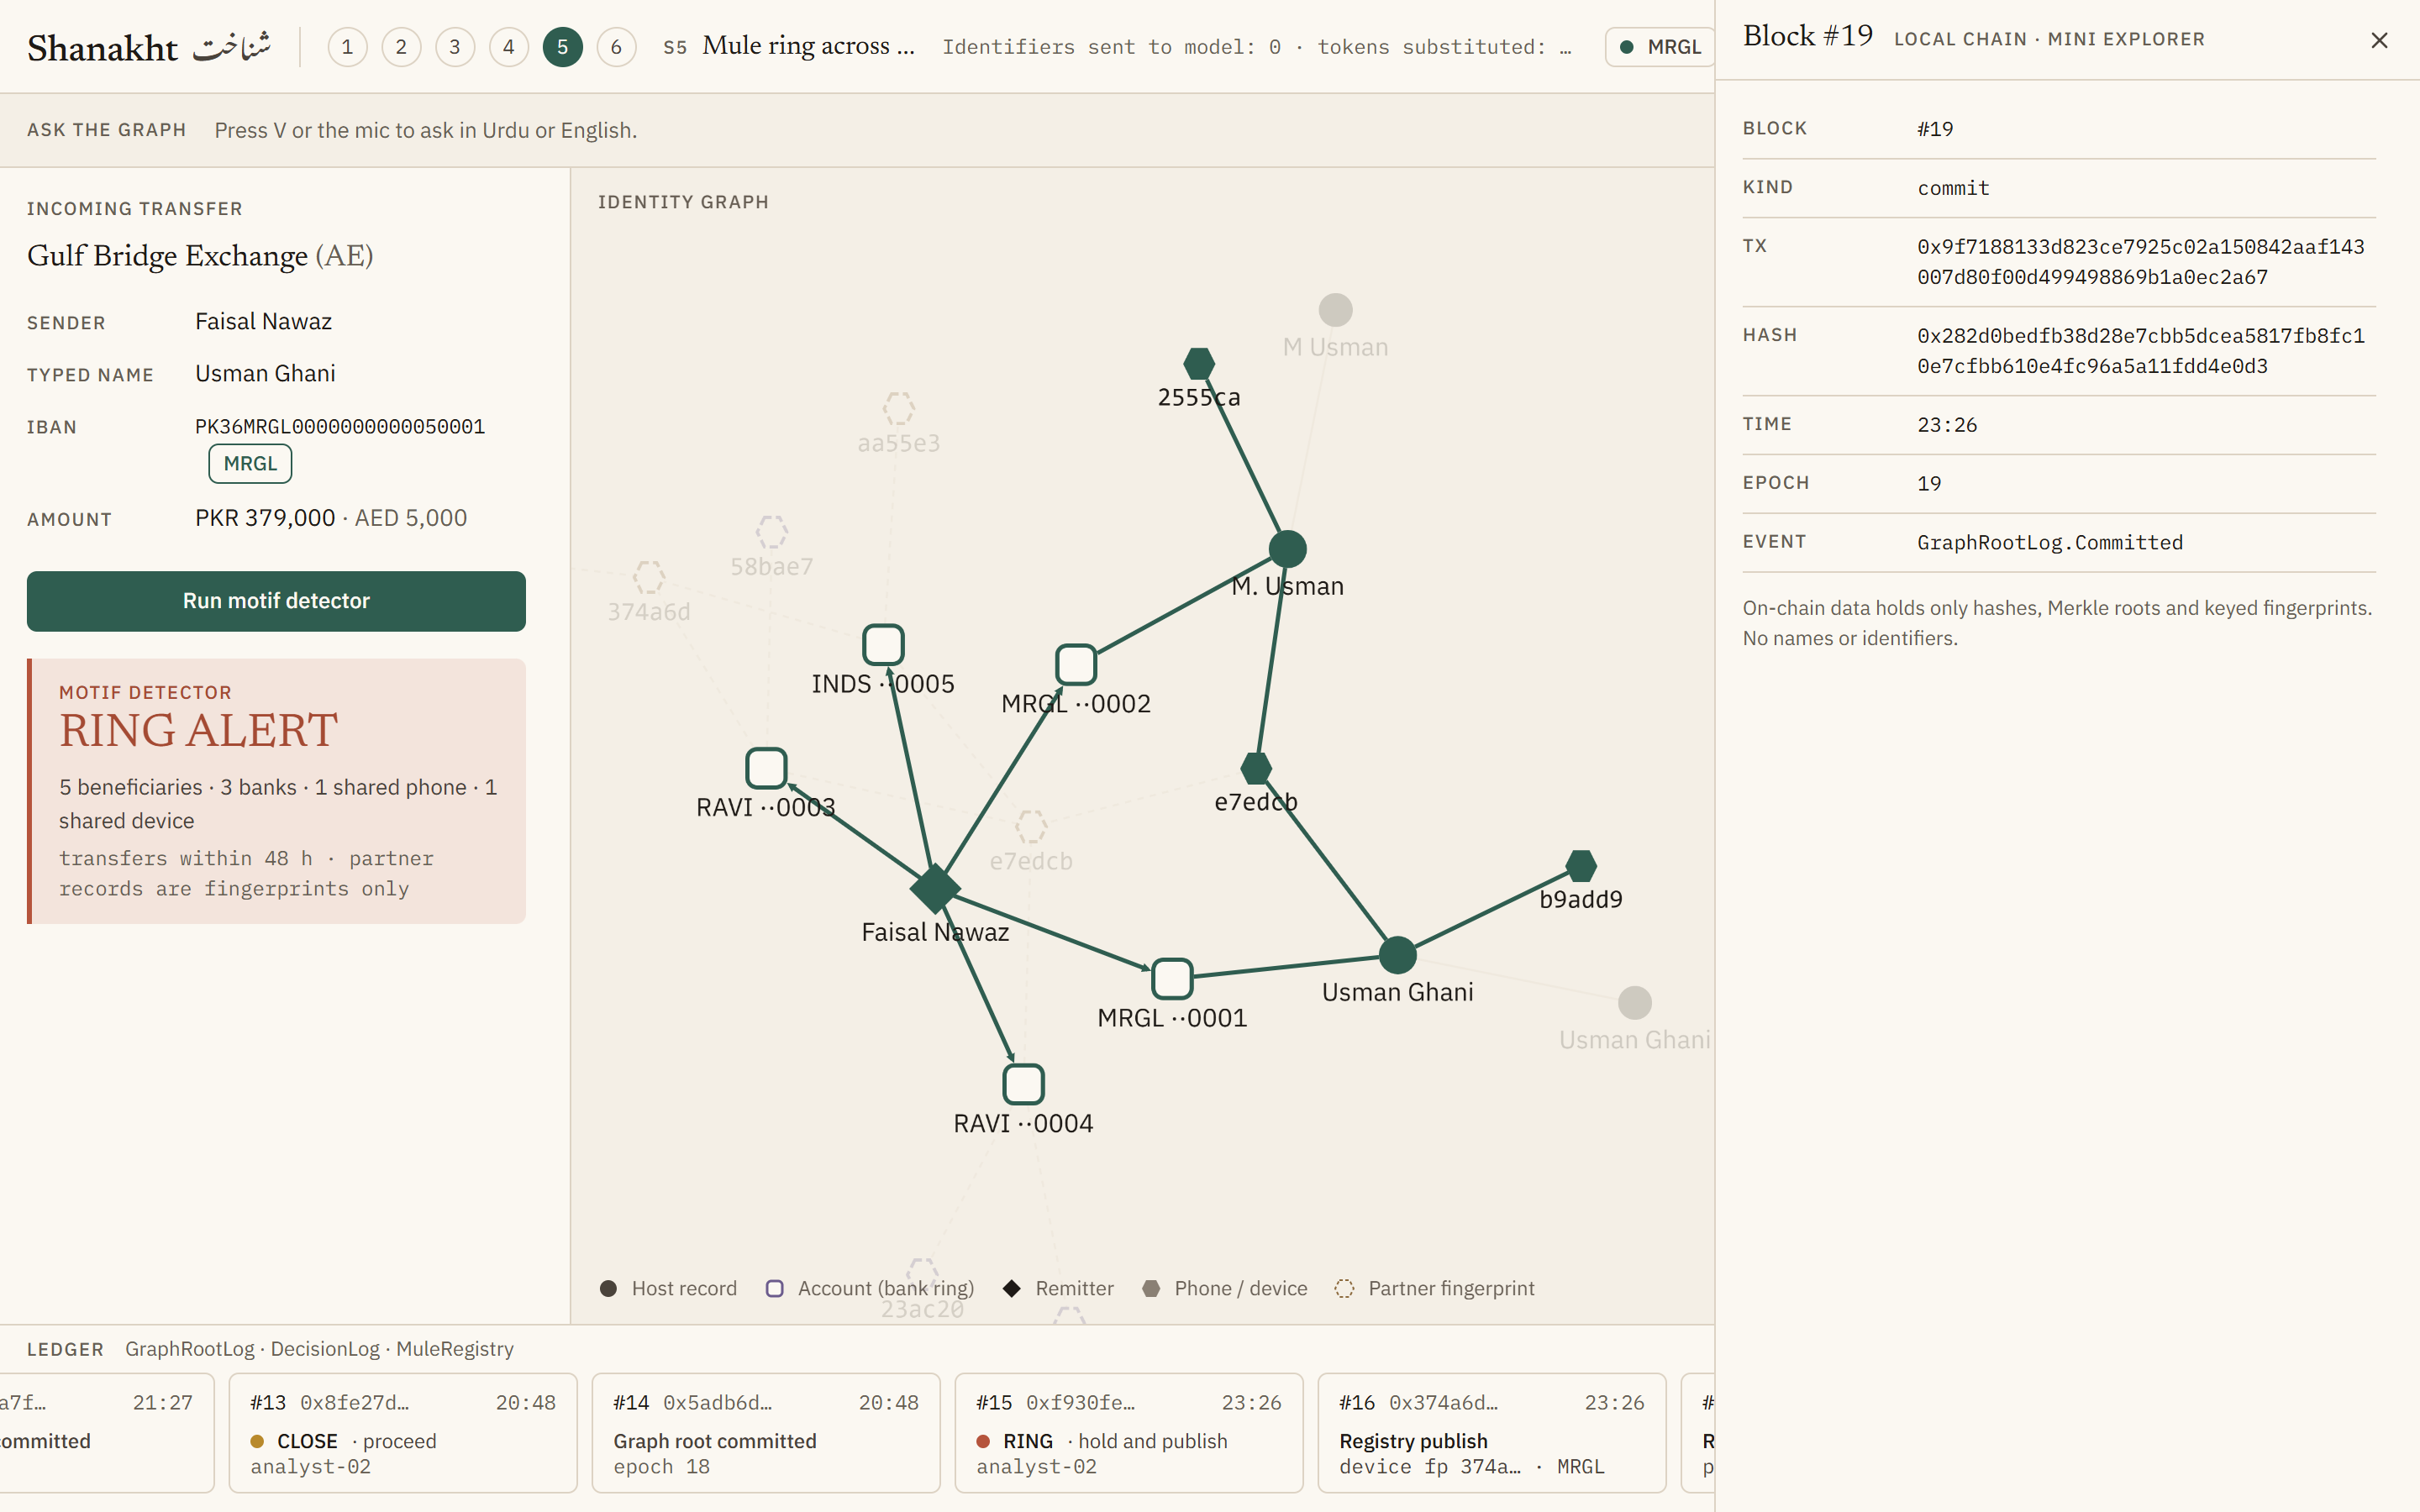 Shanakht شناخت
1 2 3 4 5 6
S5 Mule ring across ...
Identifiers sent to model: 0 · tokens substituted: …
MRGL
ASK THE GRAPH Press V or the mic to ask in Urdu or English.
INCOMING TRANSFER
Gulf Bridge Exchange (AE)
SENDER Faisal Nawaz
TYPED NAME Usman Ghani
IBAN PK36MRGL0000000000050001
MRGL
AMOUNT PKR 379,000 · AED 5,000
Run motif detector
MOTIF DETECTOR
RING ALERT
5 beneficiaries · 3 banks · 1 shared phone · 1
shared device
transfers within 48 h · partner
records are fingerprints only
IDENTITY GRAPH
M Usman
2555ca
aa55e3
58bae7
374a6d
M. Usman
INDS ··0005
MRGL ··0002
RAVI ··0003
e7edcb
e7edcb
b9add9
Faisal Nawaz
Usman Ghani
MRGL ··0001
Usman Ghani
RAVI ··0004
Host record
Account (bank ring)
Remitter
Phone / device
Partner fingerprint
23ac20
LEDGER GraphRootLog · DecisionLog · MuleRegistry
a7f… 21:27
ommitted
#13 0x8fe27d… 20:48
CLOSE · proceed
analyst-02
#14 0x5adb6d… 20:48
Graph root committed
epoch 18
#15 0xf930fe… 23:26
RING · hold and publish
analyst-02
#16 0x374a6d… 23:26
Registry publish
device fp 374a… · MRGL
#
R
p
Block #19 LOCAL CHAIN · MINI EXPLORER
BLOCK #19
KIND commit
TX 0x9f7188133d823ce7925c02a150842aaf143
007d80f00d499498869b1a0ec2a67
HASH 0x282d0bedfb38d28e7cbb5dcea5817fb8fc1
0e7cfbb610e4fc96a5a11fdd4e0d3
TIME 23:26
EPOCH 19
EVENT GraphRootLog.Committed
On-chain data holds only hashes, Merkle roots and keyed fingerprints.
No names or identifiers.